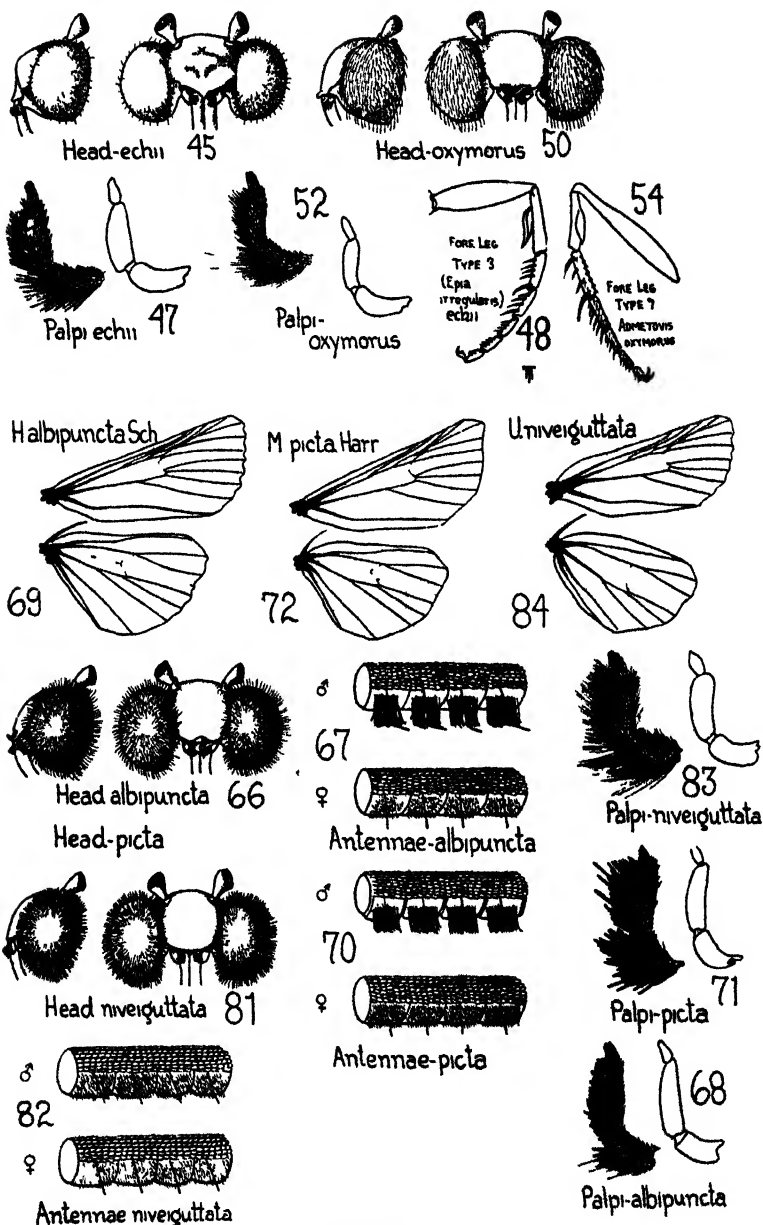 Head-echii 45
Head-oxymorus 50
Palpi echii 47
52
Palpi-
oxymorus
FORE LEG
TYPE 3
(Epia
irregularis)
echii
48
54
FORE LEG
TYPE 9
ADMETOVIS
OXYMORUS
H albipuncta Sch
69
M picta Harr
72
U niveiguttata
84
Head albipuncta 66
Head-picta
♂
67
♀
Antennae-albipuncta
83
Palpi-niveiguttata
Head niveiguttata 81
♂
70
♀
Antennae-picta
71
Palpi-picta
♂
82
♀
Antennae niveiguttata
68
Palpi-albipuncta